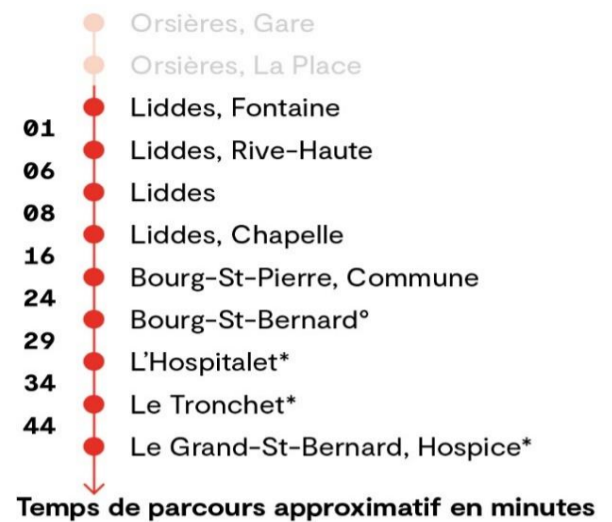 Orsières, Gare
Orsières, La Place
Liddes, Fontaine
01
Liddes, Rive-Haute
06
Liddes
08
Liddes, Chapelle
16
Bourg-St-Pierre, Commune
24
Bourg-St-Bernard°
29
L'Hospitalet*
34
Le Tronchet*
44
Le Grand-St-Bernard, Hospice*
Temps de parcours approximatif en minutes